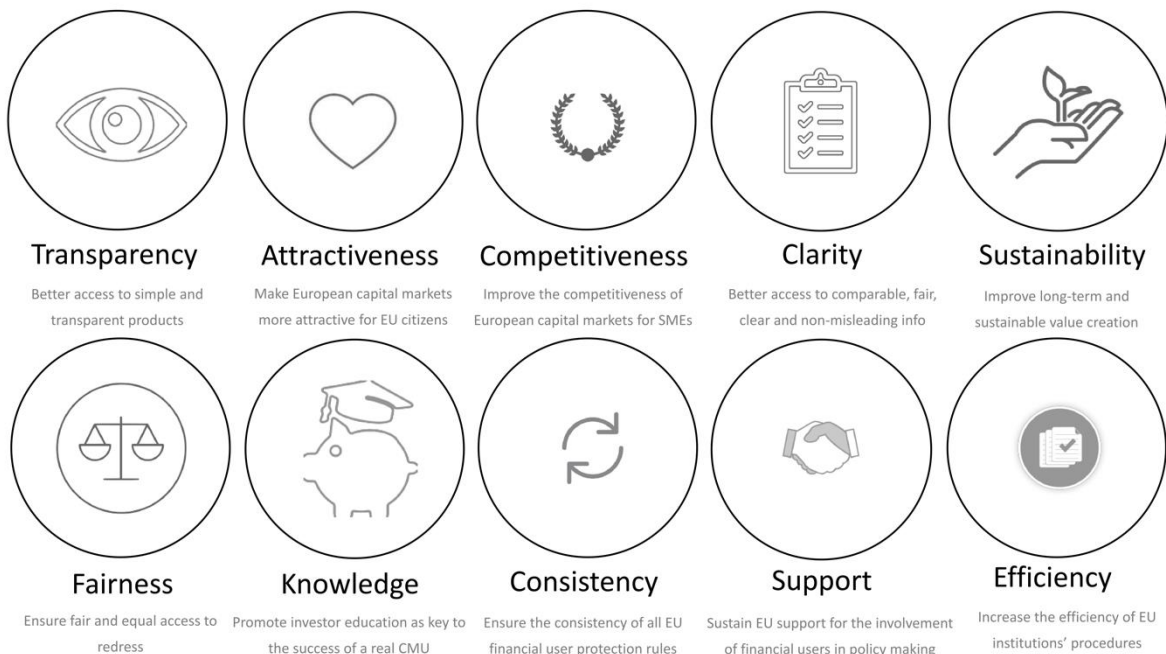 Transparency
Better access to simple and
transparent products
Attractiveness
Make European capital markets
more attractive for EU citizens
Competitiveness
Improve the competitiveness of
European capital markets for SMEs
Clarity
Better access to comparable, fair,
clear and non-misleading info
Sustainability
Improve long-term and
sustainable value creation
Fairness
Ensure fair and equal access to
redress
Knowledge
Promote investor education as key to
the success of a real CMU
Consistency
Ensure the consistency of all EU
financial user protection rules
Support
Sustain EU support for the involvement
of financial users in policy making
Efficiency
Increase the efficiency of EU
institutions’ procedures